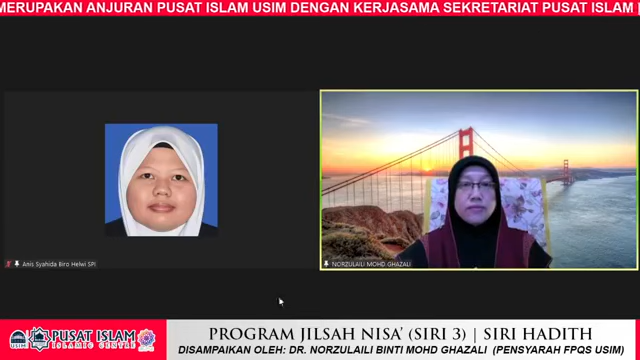 MERUPAKAN ANJURAN PUSAT ISLAM USIM DENGAN KERJASAMA SEKRETARIAT PUSAT ISLAM
Anis Syahida Biro Helwi SPI
NORZULAILI MOHD GHAZALI
USIM
PUSAT ISLAM
ISLAMIC CENTRE
PROGRAM JILSAH NISA' (SIRI 3) | SIRI HADITH
DISAMPAIKAN OLEH: DR. NORZULAILI BINTI MOHD GHAZALI (PENSYARAH FPQS USIM)